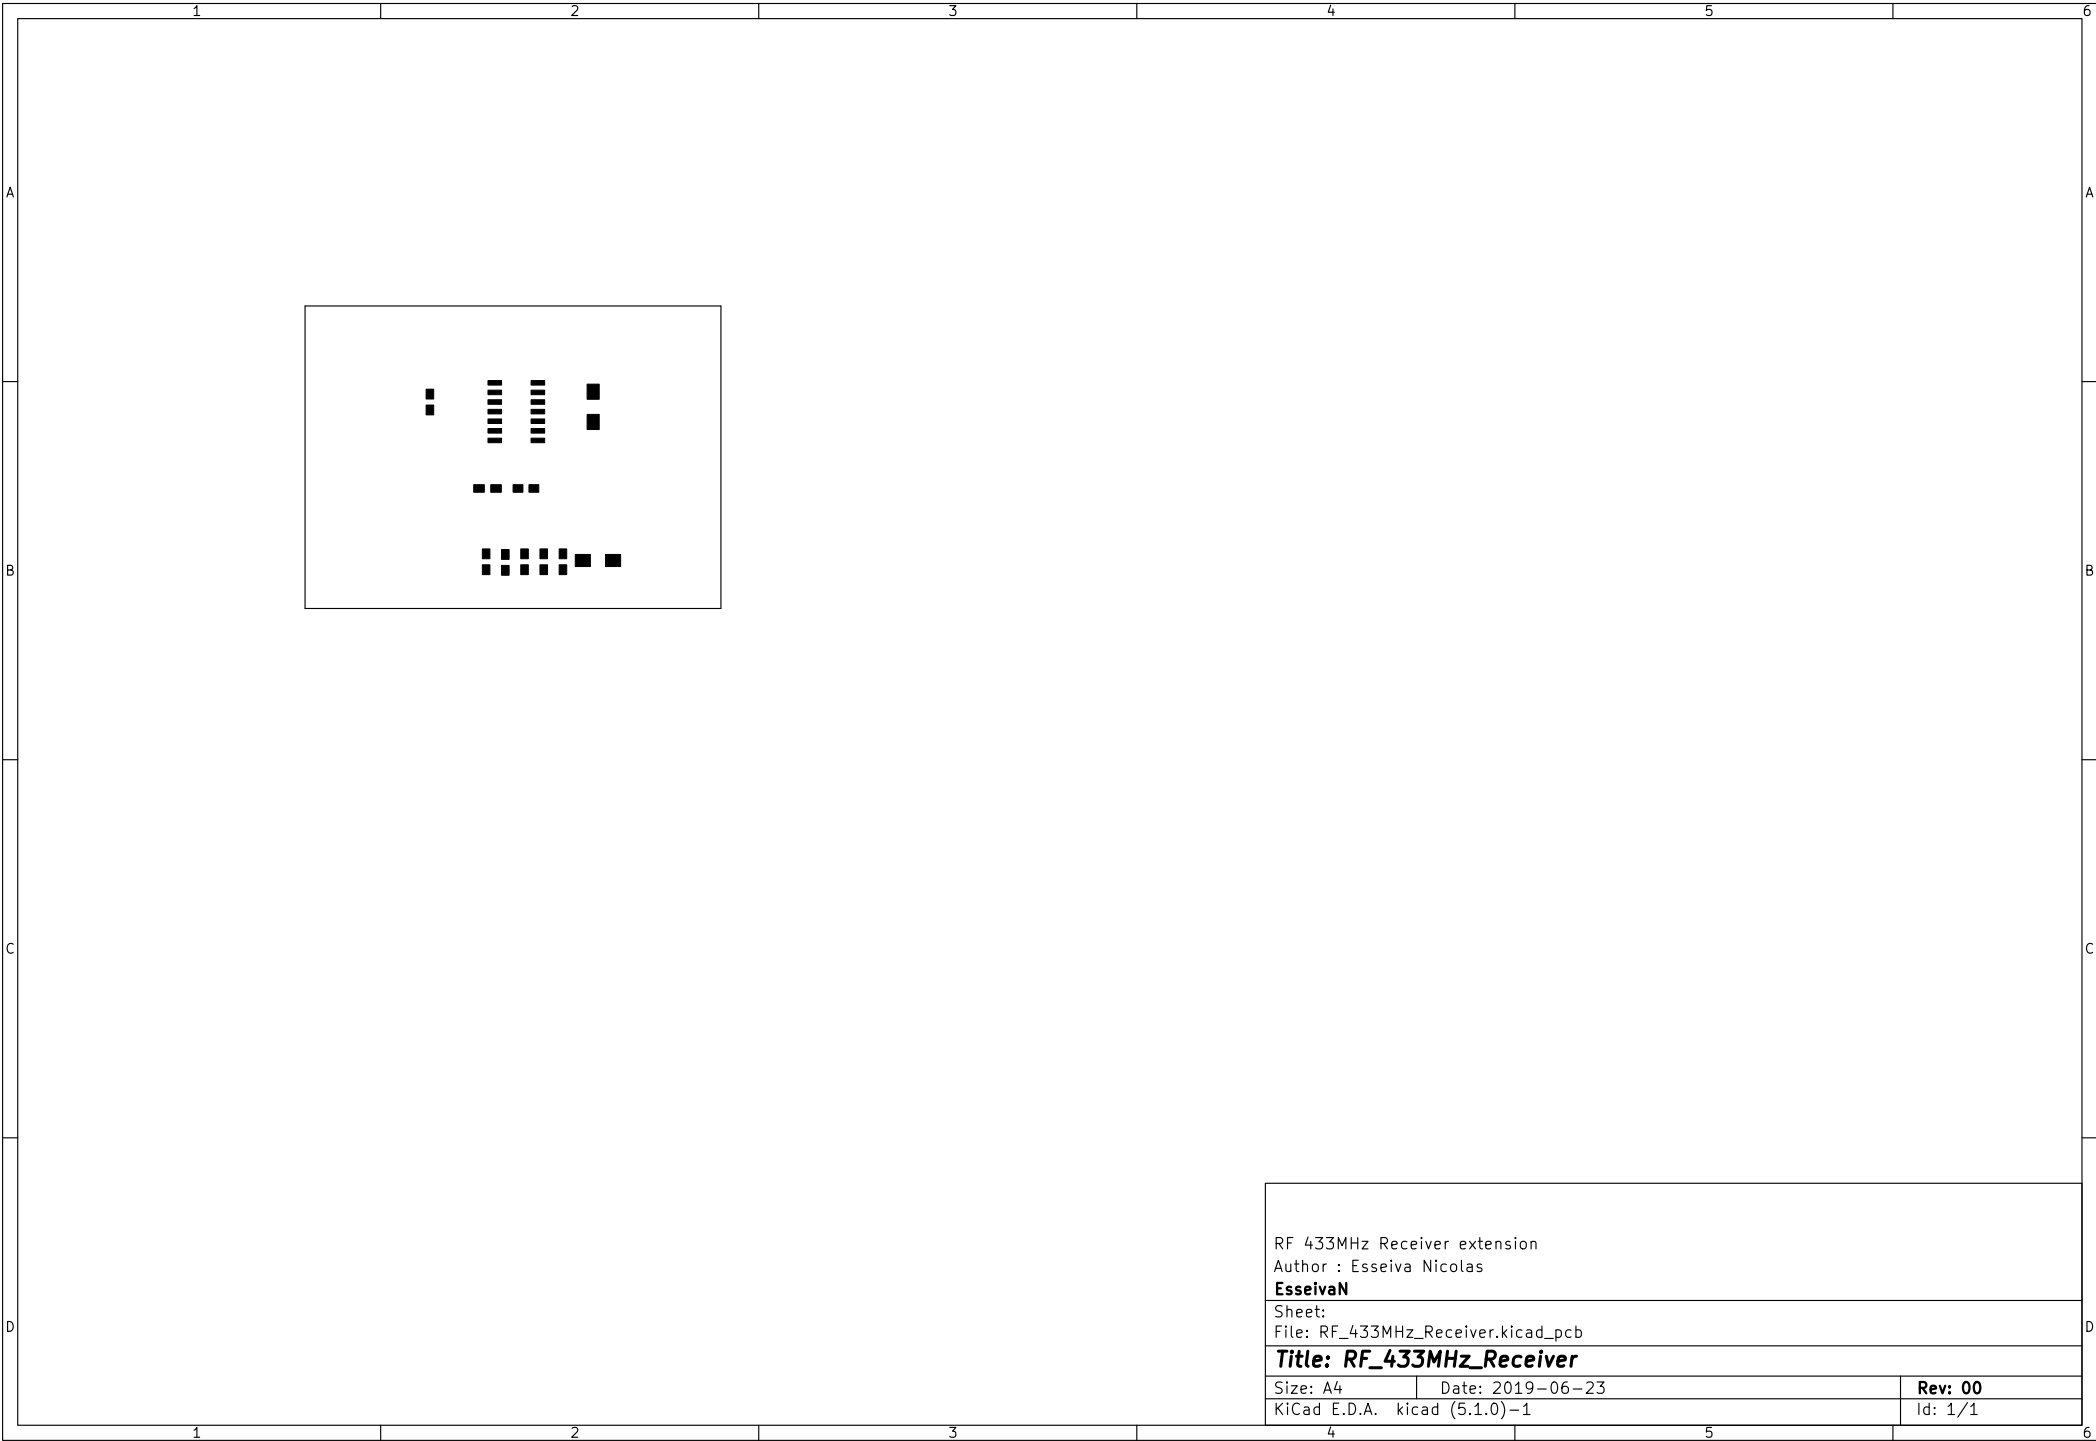 1 2 3 4 5 6
A A
B B
C C
RF 433MHz Receiver extension
Author : Esseiva Nicolas
EsseivaN
Sheet:
D D
File: RF_433MHz_Receiver.kicad_pcb
Title: RF_433MHz_Receiver
Size: A4 Date: 2019-06-23 Rev: 00
KiCad E.D.A. kicad (5.1.0)-1 Id: 1/1
1 2 3 4 5 6